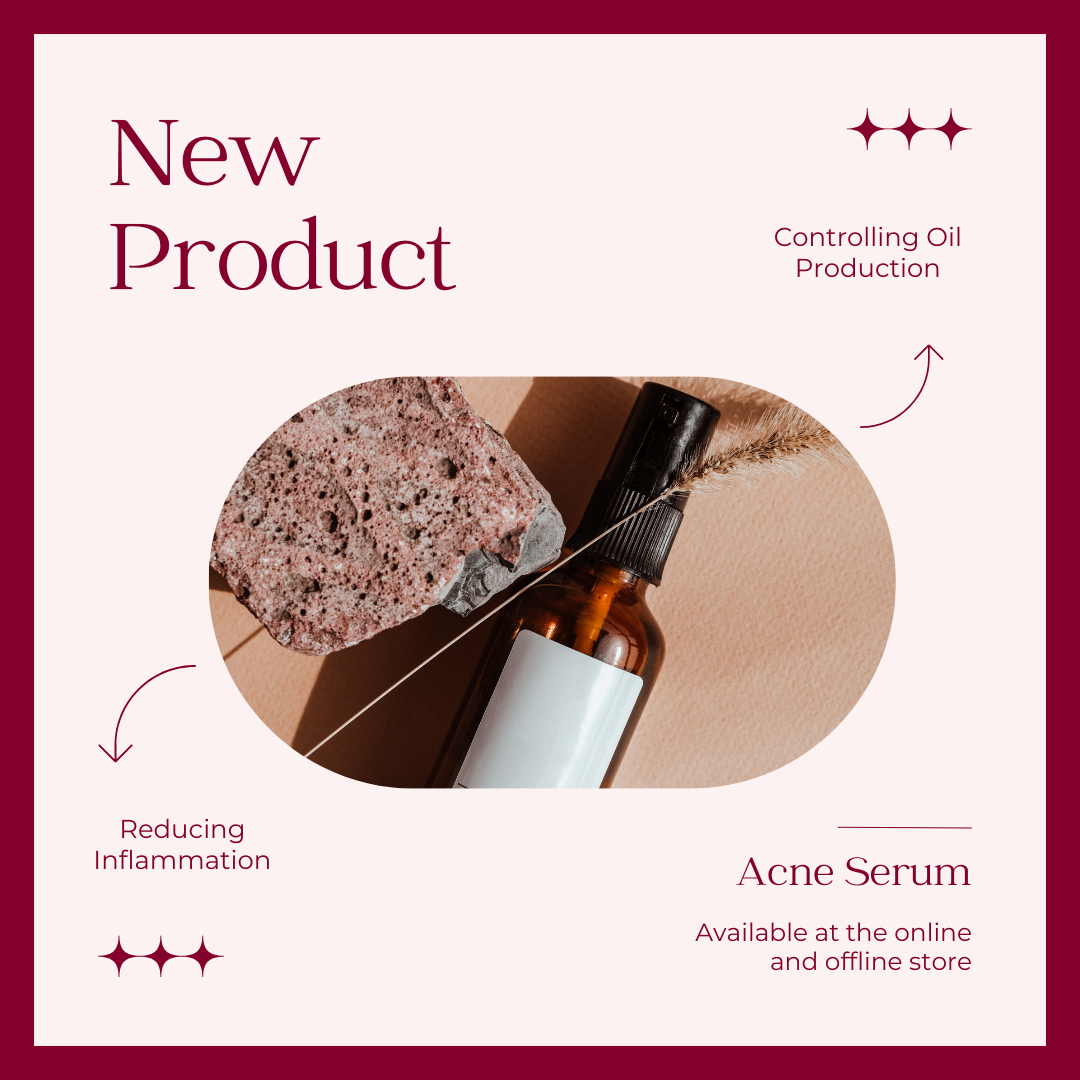 New
Product
Controlling Oil
Production
Reducing
Inflammation
Acne Serum
Available at the online
and offline store